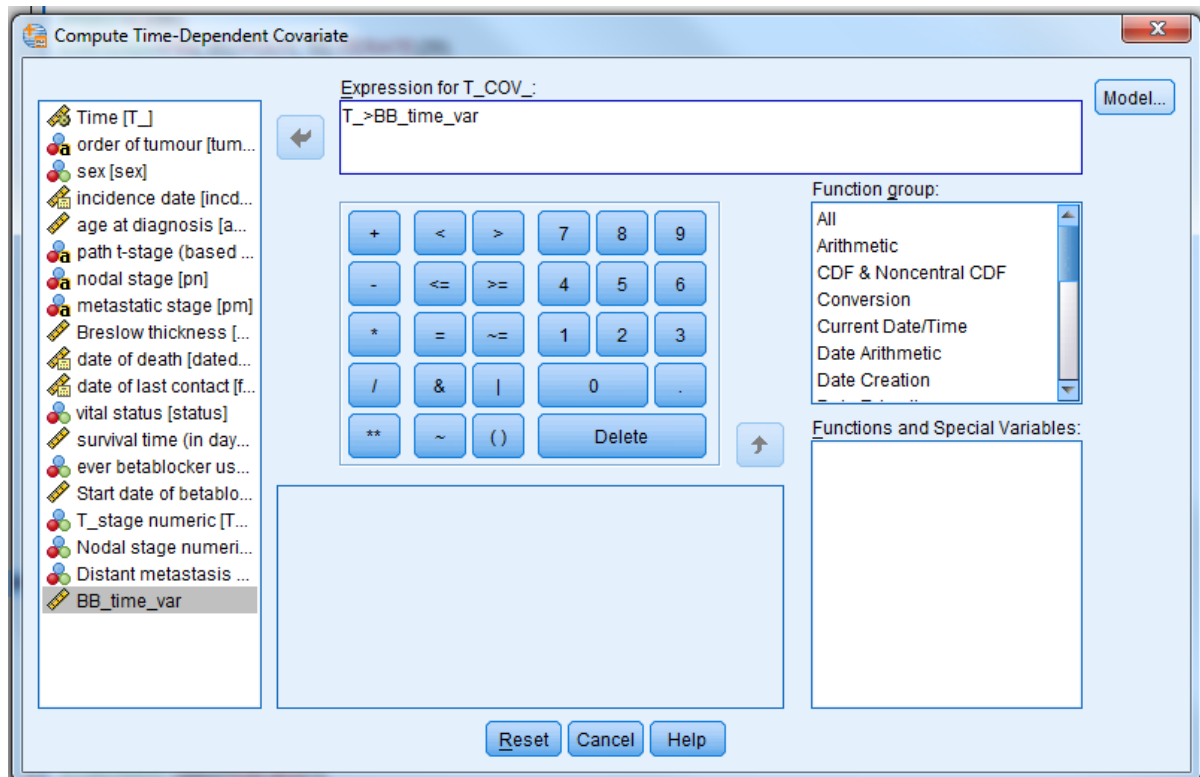 Compute Time-Dependent Covariate
Expression for T_COV_:
T_>BB_time_var
Model...
Time [T_]
order of tumour [tum...
sex [sex]
incidence date [incd...
age at diagnosis [a...
path t-stage (based ...
nodal stage [pn]
metastatic stage [pm]
Breslow thickness [...
date of death [dated...
date of last contact [f...
vital status [status]
survival time (in day...
ever betablocker us...
Start date of betablo...
T_stage numeric [T...
Nodal stage numeri...
Distant metastasis ...
BB_time_var
+ < > 7 8 9
- <= >= 4 5 6
* = ~= 1 2 3
/ & | 0 .
** ~ ( ) Delete
Function group:
All
Arithmetic
CDF & Noncentral CDF
Conversion
Current Date/Time
Date Arithmetic
Date Creation
Functions and Special Variables:
Reset Cancel Help